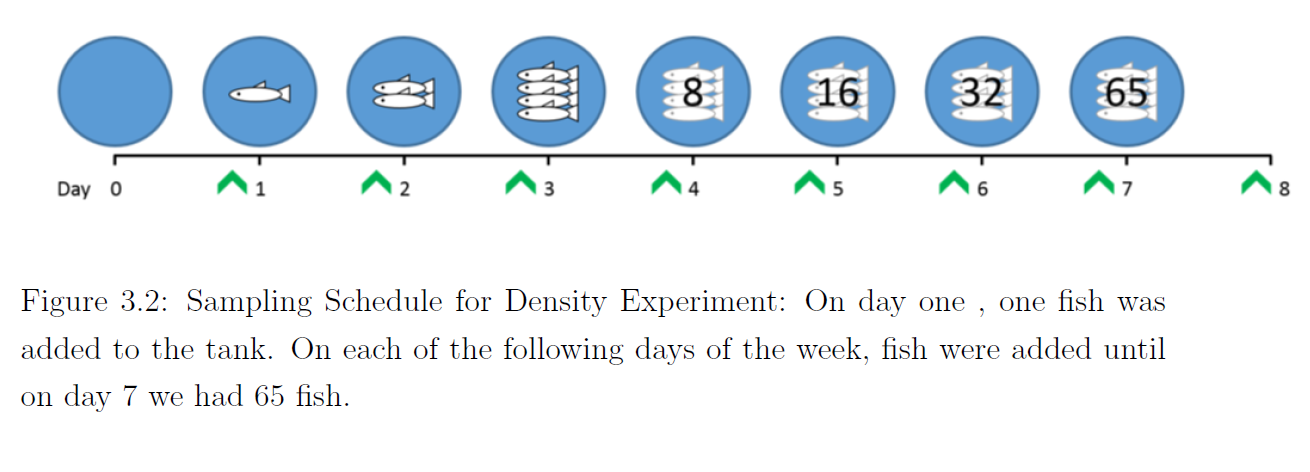 8 16 32 65
Day 0 1 2 3 4 5 6 7 8
Figure 3.2: Sampling Schedule for Density Experiment: On day one , one fish was
added to the tank. On each of the following days of the week, fish were added until
on day 7 we had 65 fish.